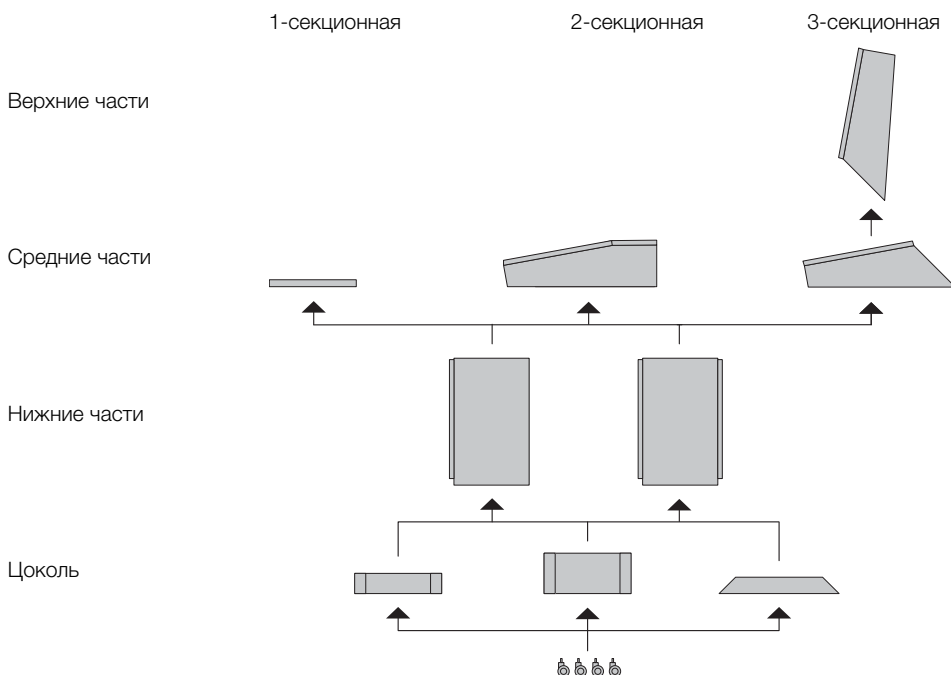 1-секционная 2-секционная 3-секционная
Верхние части
Средние части
Нижние части
Цоколь